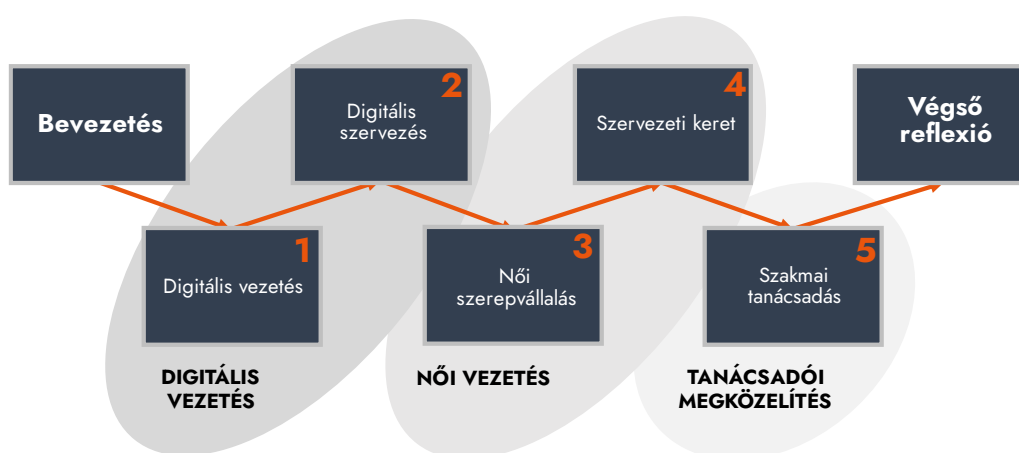 Bevezetés
2
Digitális
szervezés
4
Szervezeti keret
Végső
reflexió
1
Digitális vezetés
3
Női
szerepvállalás
5
Szakmai
tanácsadás
DIGITÁLIS
VEZETÉS
NŐI VEZETÉS
TANÁCSADÓI
MEGKÖZELÍTÉS